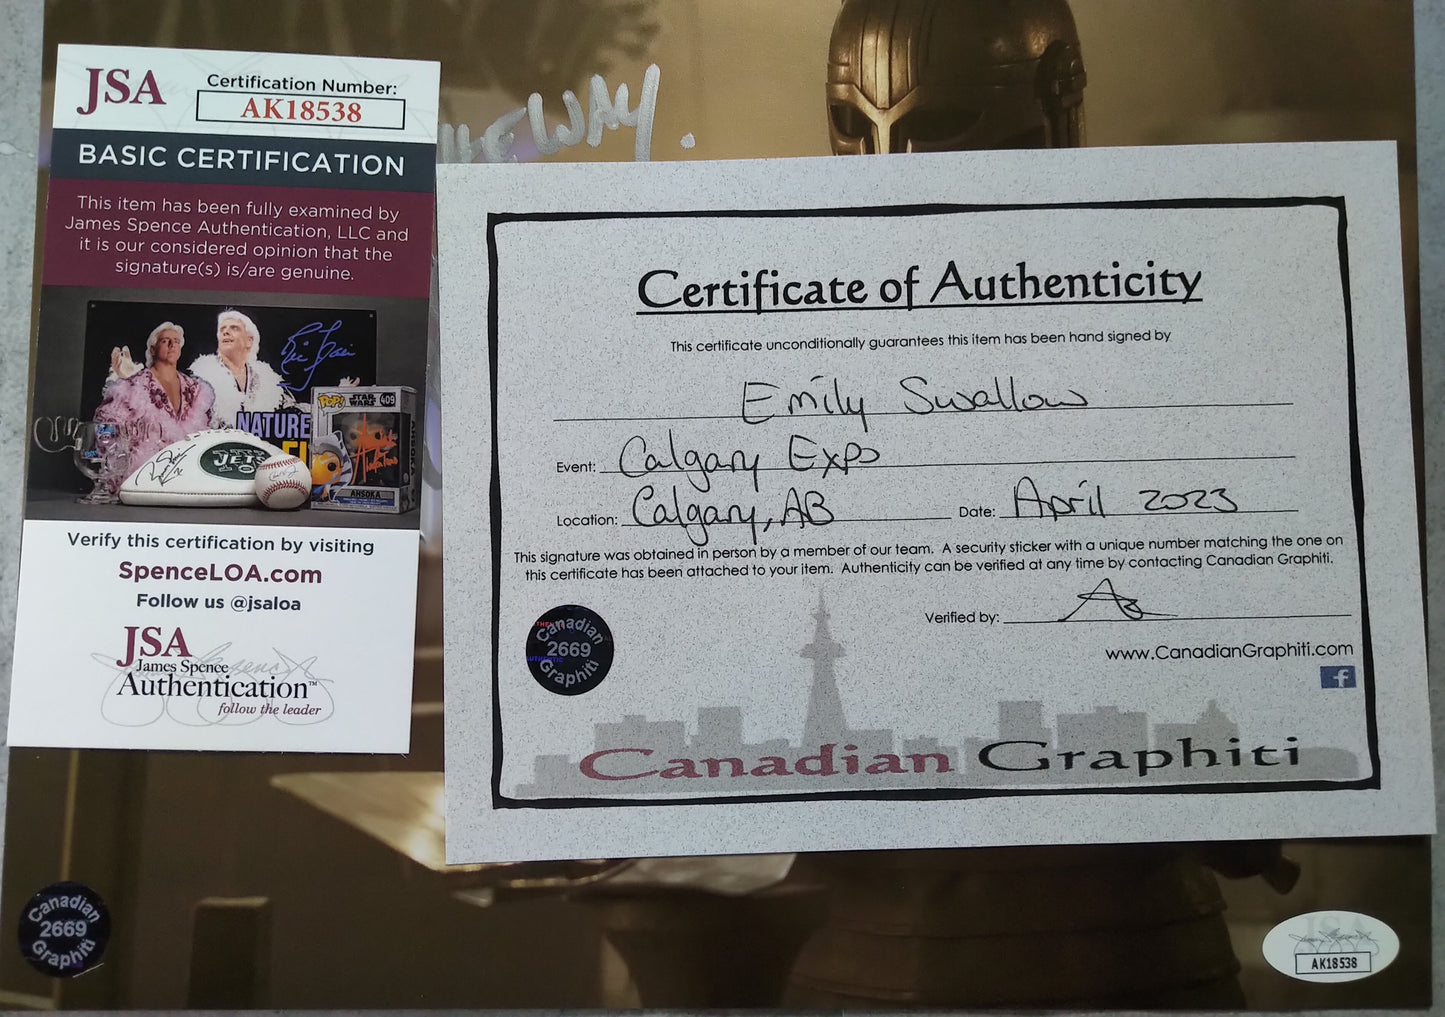 WAY.
JSA
Certification Number:
AK18538
BASIC CERTIFICATION
This item has been fully examined by
James Spence Authentication, LLC and
it is our considered opinion that the
signature(s) is/are genuine.
NATURE
JETS
POP!
STAR
WARS
409
AHSOKA
AHSOKA
Verify this certification by visiting
SpenceLOA.com
Follow us @jsaloa
JSA
James Spence
Authentication™
follow the leader
Certificate of Authenticity
This certificate unconditionally guarantees this item has been hand signed by
Emily Swallow
Event: Calgary Expo
Location: Calgary, AB Date: April 2023
This signature was obtained in person by a member of our team. A security sticker with a unique number matching the one on
this certificate has been attached to your item. Authenticity can be verified at any time by contacting Canadian Graphiti.
Verified by:
Canadian
2669
Graphiti
www.CanadianGraphiti.com
f
Canadian Graphiti
Canadian
2669
Graphiti
JSA
AK18538